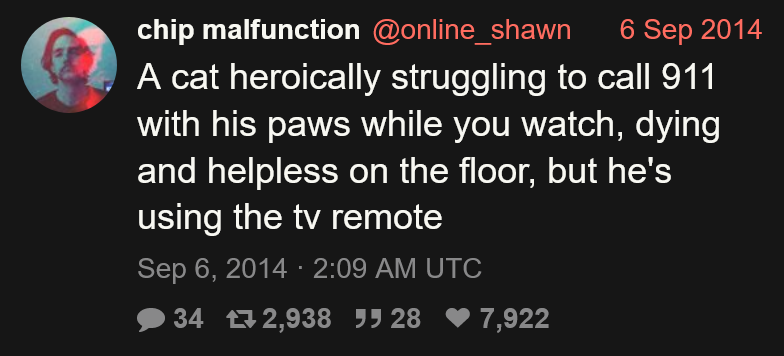 chip malfunction @online_shawn 6 Sep 2014
A cat heroically struggling to call 911
with his paws while you watch, dying
and helpless on the floor, but he's
using the tv remote
Sep 6, 2014 · 2:09 AM UTC
34 2,938 28 7,922